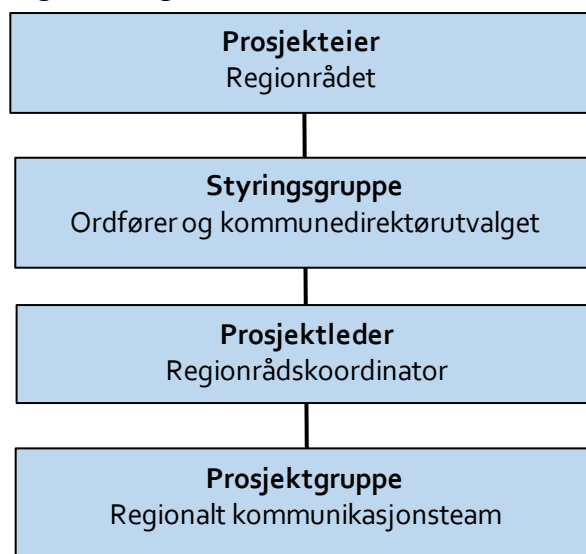 Prosjekteier
Regionrådet
Styringsgruppe
Ordfører og kommunedirektørutvalget
Prosjektleder
Regionrådskoordinator
Prosjektgruppe
Regionalt kommunikasjonsteam